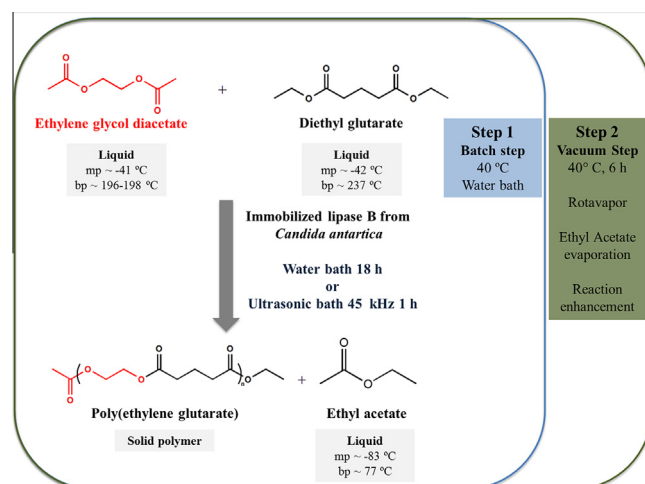 O
O
O
O
+
O
O
O
O
Ethylene glycol diacetate
Diethyl glutarate
Liquid
mp ~ -41 ºC
bp ~ 196-198 ºC
Liquid
mp ~ -42 ºC
bp ~ 237 ºC
Step 1
Batch step
40 ºC
Water bath
Step 2
Vacuum Step
40° C, 6 h
Rotavapor
Ethyl Acetate
evaporation
Reaction
enhancement
Immobilized lipase B from
Candida antartica
Water bath 18 h
or
Ultrasonic bath 45 kHz 1 h
O
(O
O
O
O
)O
n
+
O
O
Poly(ethylene glutarate)
Ethyl acetate
Solid polymer
Liquid
mp ~ -83 ºC
bp ~ 77 ºC